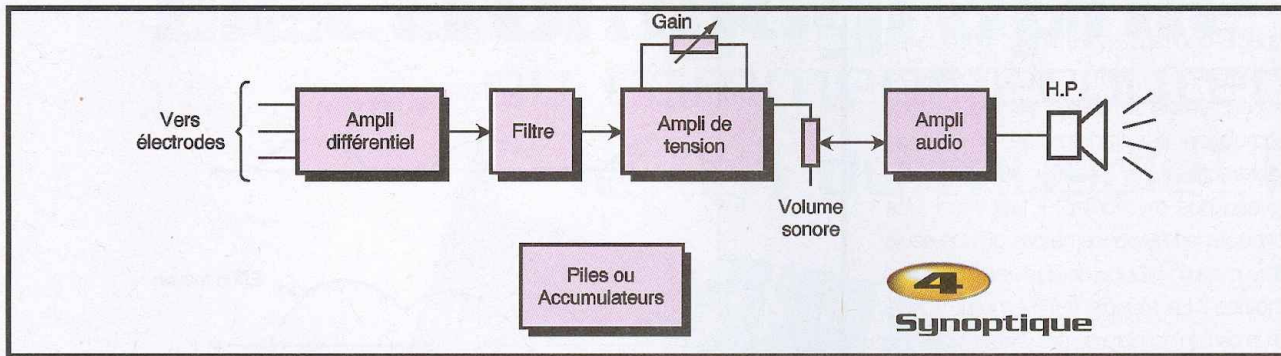 Gain
Vers
électrodes
Ampli
différentiel
Filtre
Ampli de
tension
Volume
sonore
Ampli
audio
H.P.
Piles ou
Accumulateurs
4
Synoptique